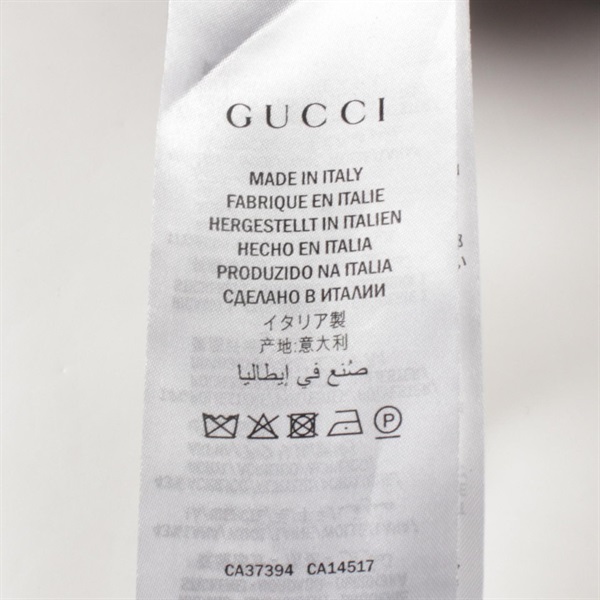 GUCCI
MADE IN ITALY
FABRIQUE EN ITALIE
HERGESTELLT IN ITALIEN
HECHO EN ITALIA
PRODUZIDO NA ITALIA
СДЕЛАНО В ИТАЛИИ
イタリア製
产地:意大利
صُنع في إيطاليا
P
CA37394 CA14517